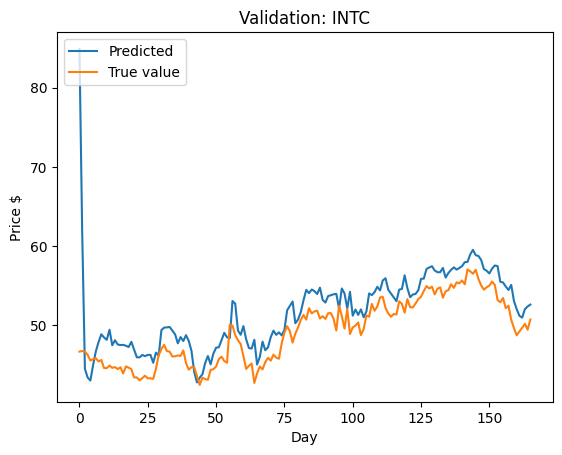 Validation: INTC
Predicted
True value
80
70
60
50
Price $
0 25 50 75 100 125 150
Day